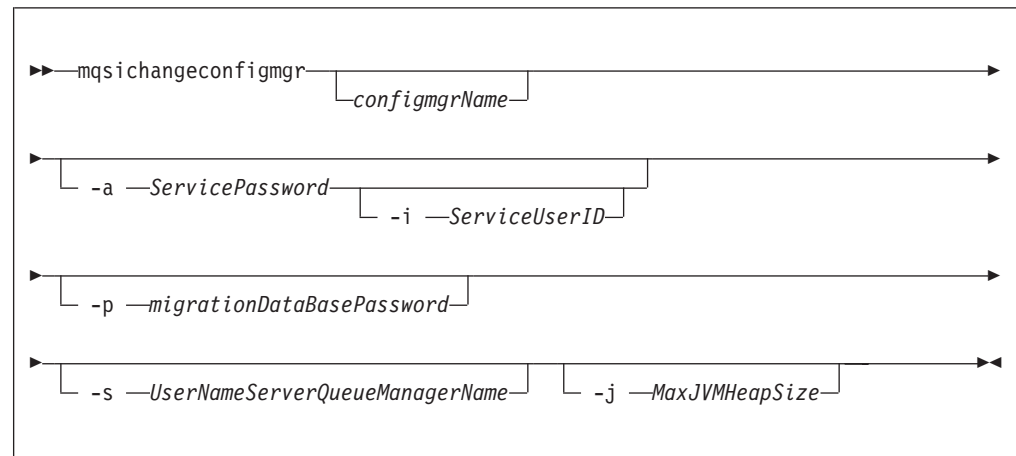 mqsichangeconfigmgr
configmgrName
-a ServicePassword
-i ServiceUserID
-p migrationDataBasePassword
-s UserNameServerQueueManagerName -j MaxJVMHeapSize